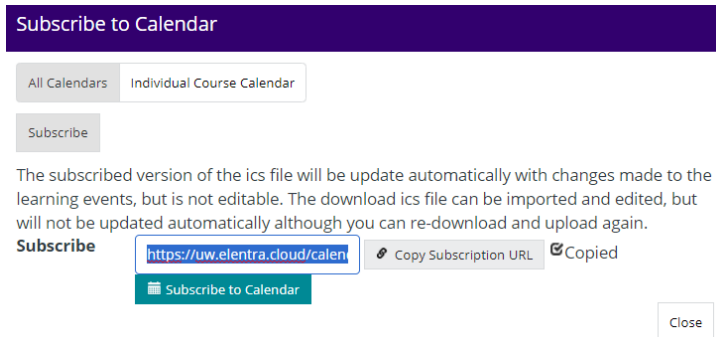 Subscribe to Calendar
All Calendars Individual Course Calendar
Subscribe
The subscribed version of the ics file will be update automatically with changes made to the
learning events, but is not editable. The download ics file can be imported and edited, but
will not be updated automatically although you can re-download and upload again.
Subscribe https://uw.elentra.cloud/calen Copy Subscription URL Copied
Subscribe to Calendar
Close